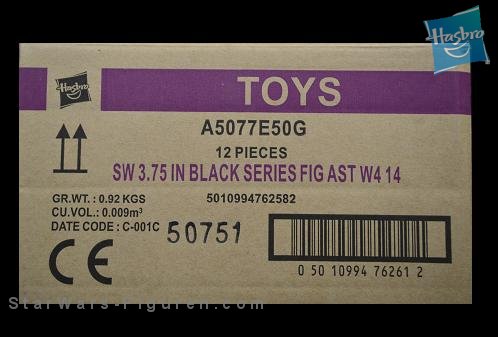 Hasbro
Hasbro
TOYS
A5077E50G
12 PIECES
SW 3.75 IN BLACK SERIES FIG AST W4 14
GR.WT.: 0.92 KGS
5010994762582
CU.VOL.: 0.009m³
DATE CODE : C-001C
50751
CE
0 50 10994 76261 2
StarWars-Figuren.com